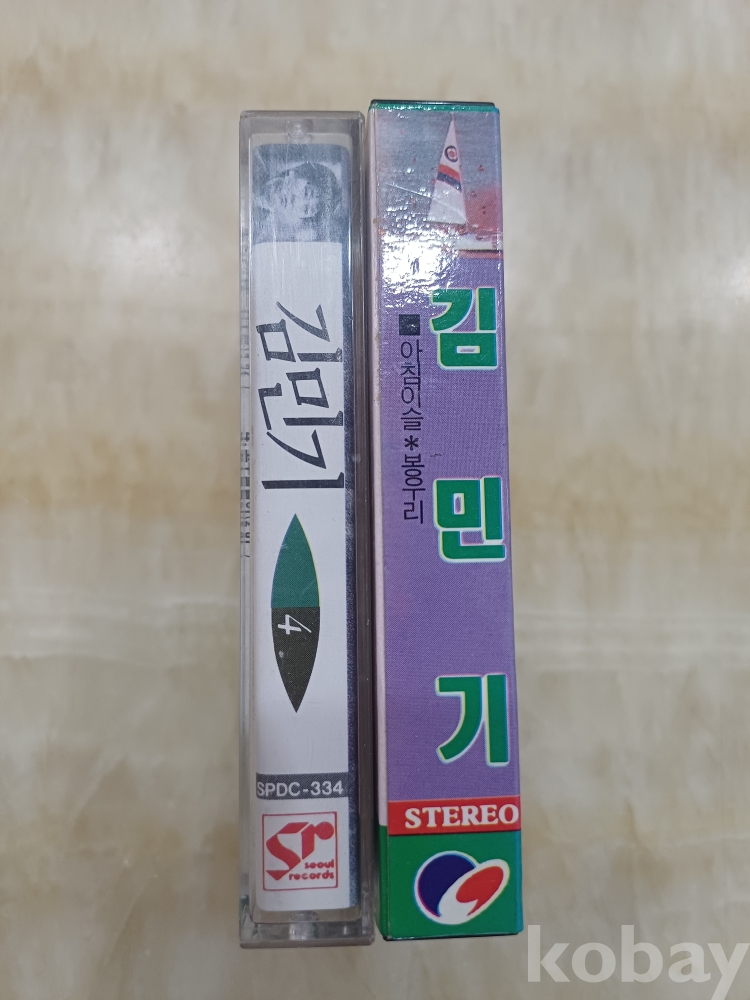 김민기
4
SPDC-334
Sr
seoul
records
김민기
■ 아침이슬 * 봉우리
STEREO
kobay